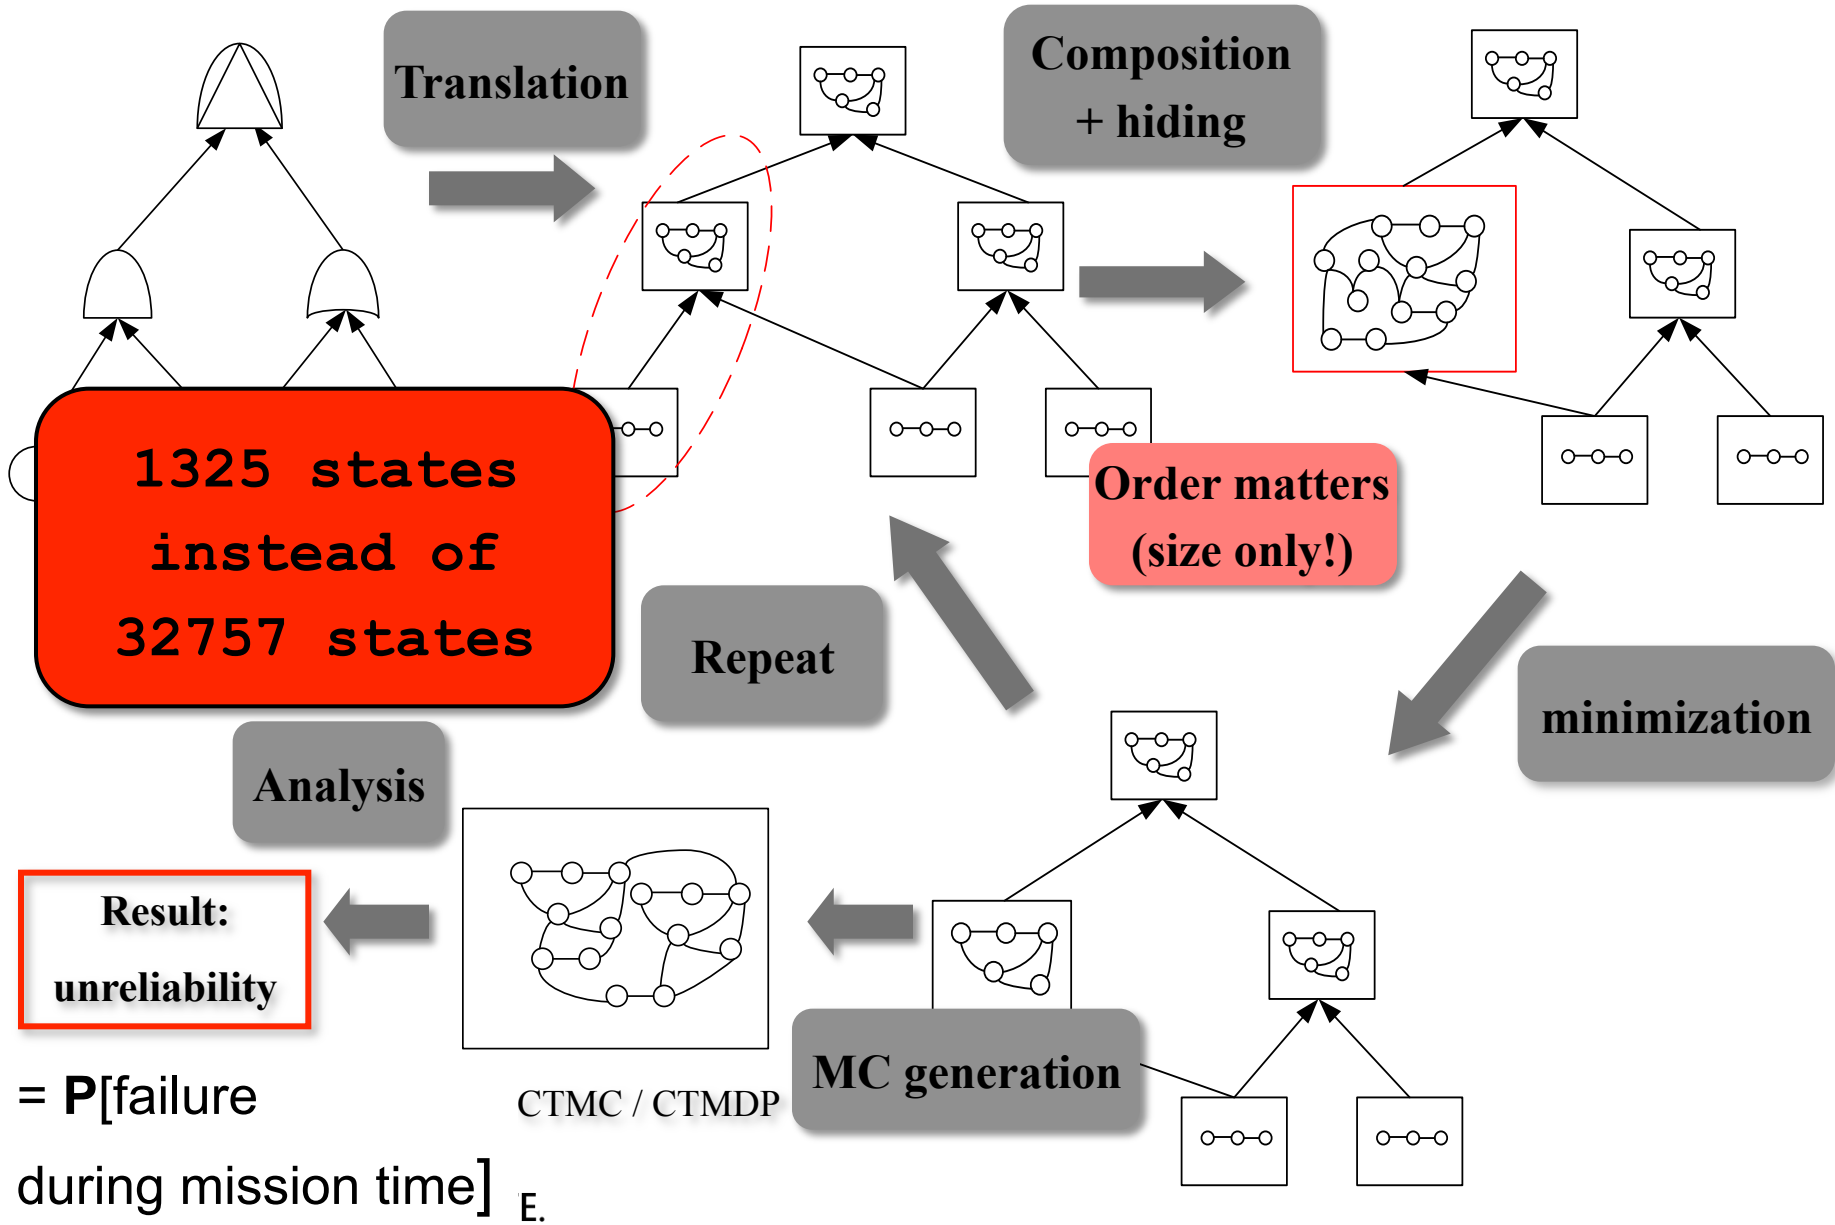 Translation
Composition
+ hiding
1325 states
instead of
32757 states
Order matters
(size only!)
Repeat
minimization
Analysis
Result:
unreliability
MC generation
CTMC / CTMDP
= P[failure
during mission time]
E.